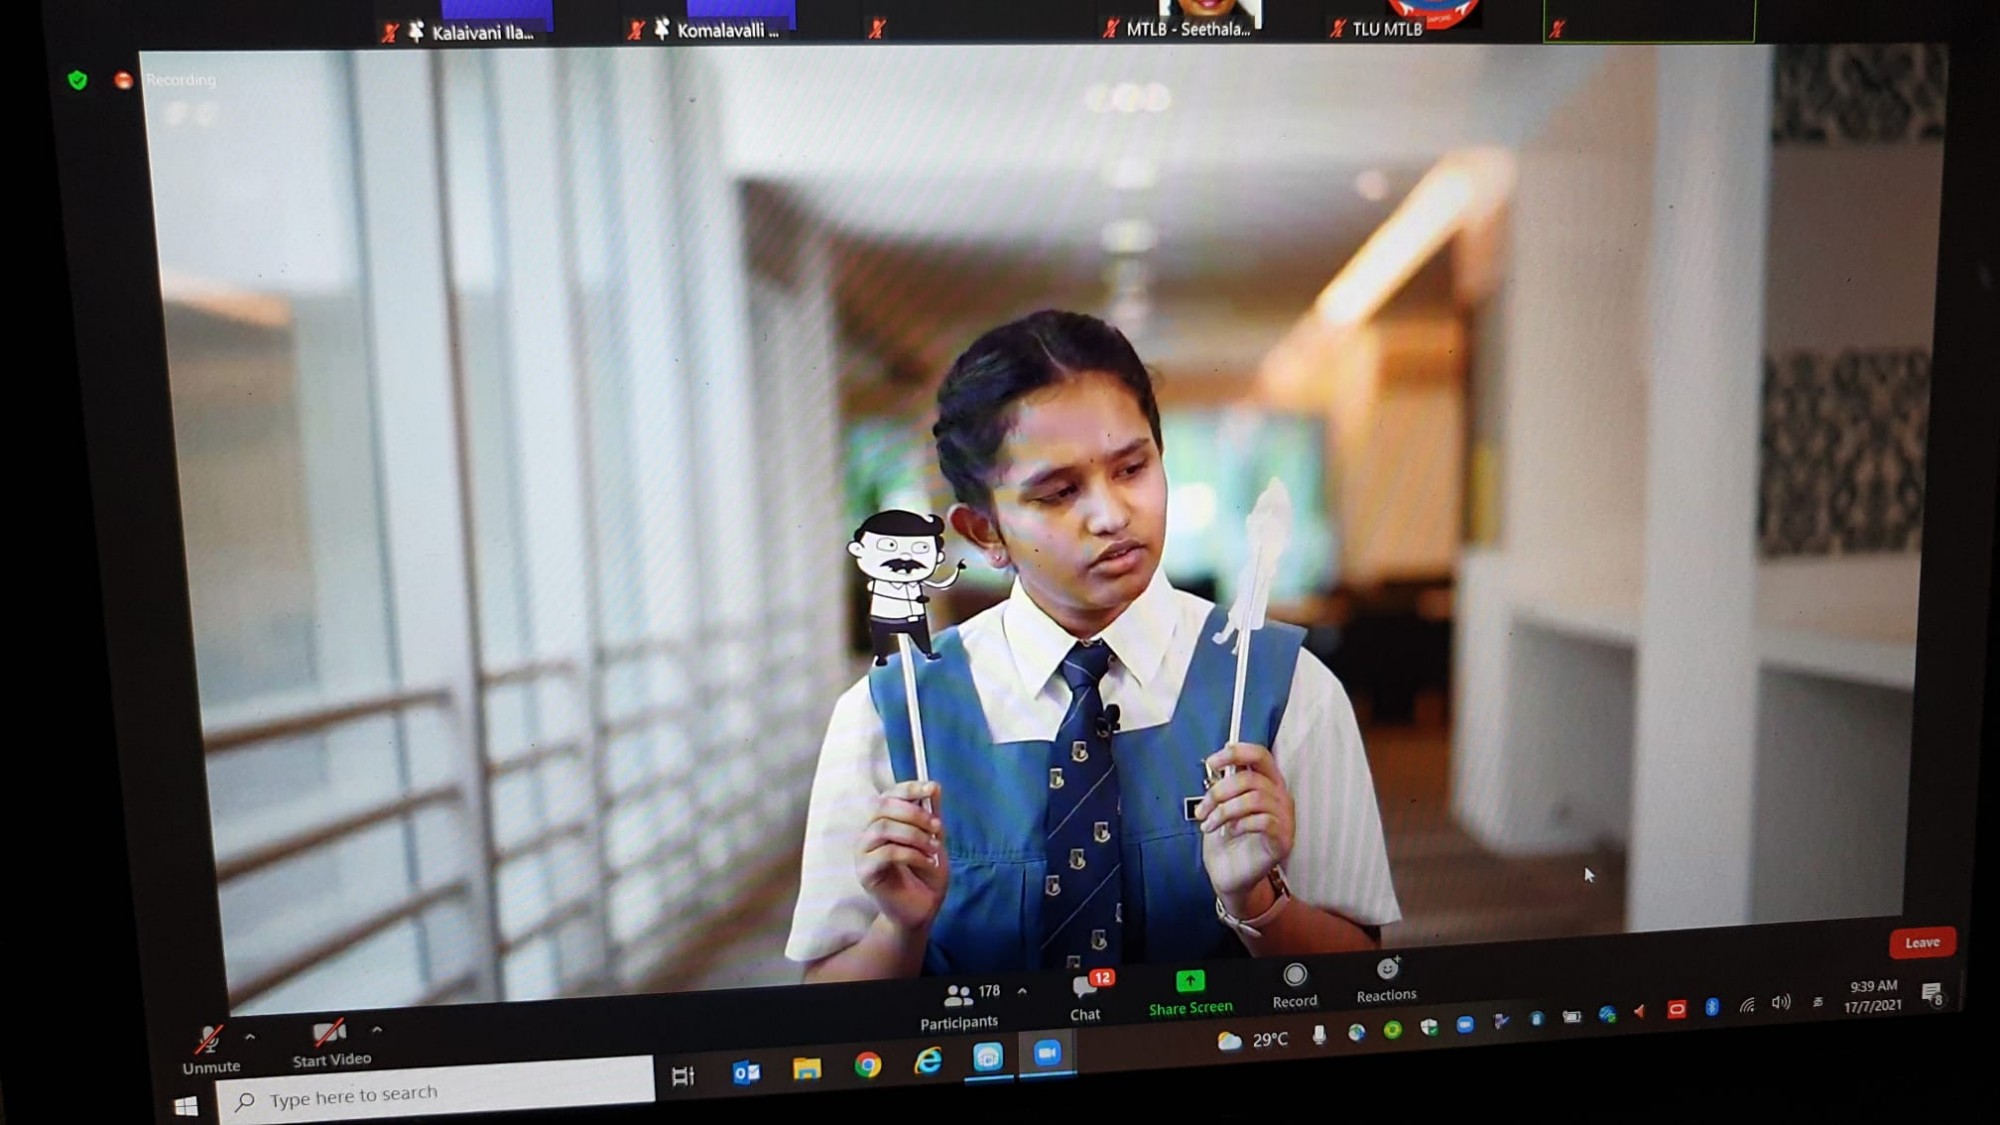 Kalaivani Ila...
Komalavalli ...
MTLB - Seethala...
TLU MTLB
Recording
Leave
178
12
Participants
Chat
Share Screen
Record
Reactions
Unmute
Start Video
Type here to search
29°C
9:39 AM
17/7/2021
8